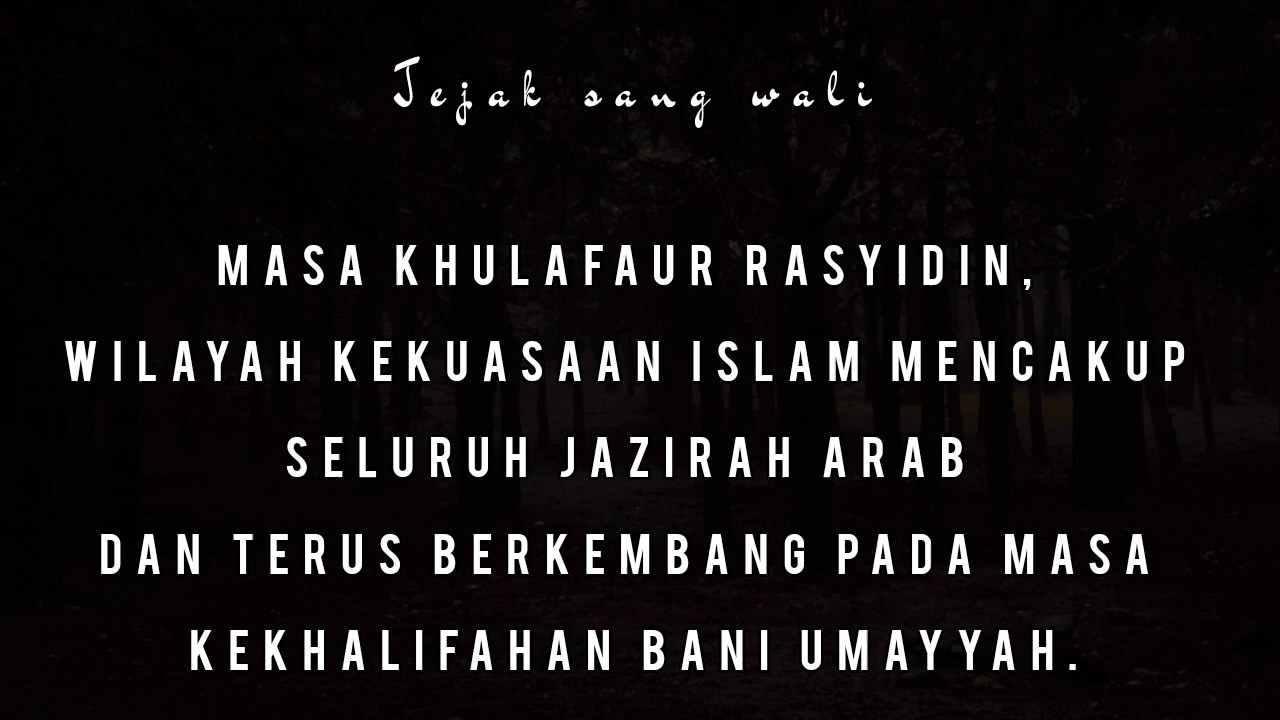 Jejak sang wali
MASA KHULAFAUR RASYIDIN,
WILAYAH KEKUASAAN ISLAM MENCAKUP
SELURUH JAZIRAH ARAB
DAN TERUS BERKEMBANG PADA MASA
KEKHALIFAHAN BANI UMAYYAH.